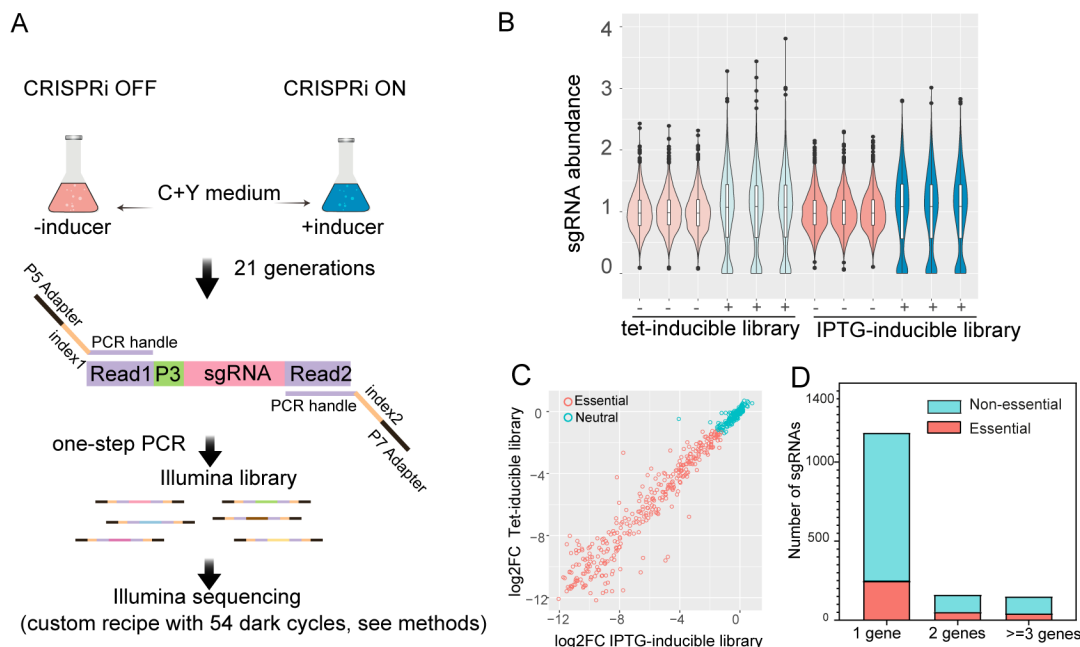 A
CRISPRi OFF
CRISPRi ON
C+Y medium
-inducer
+inducer
21 generations
P5 Adapter
index1
PCR handle
Read1
P3
sgRNA
Read2
PCR handle
index2
P7 Adapter
one-step PCR
Illumina library
Illumina sequencing
(custom recipe with 54 dark cycles, see methods)
B
sgRNA abundance
4
3
2
1
0
- - - + + + - - - + + +
tet-inducible library
IPTG-inducible library
C
Essential
Neutral
log2FC
Tet-iducible library
0
−4
−8
−12
−12 −8 −4 0
log2FC IPTG-inducible library
D
Non-essential
Essential
Number of sgRNAs
1400
1000
500
0
1 gene
2 genes
>=3 genes